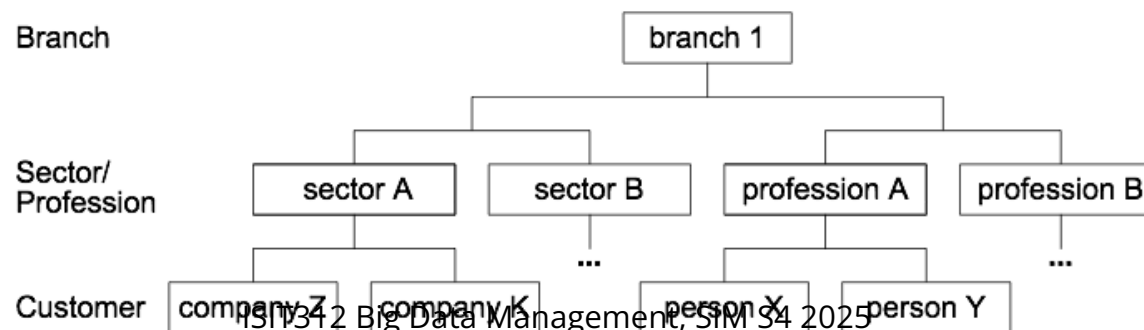 Branch
branch 1
Sector/
Profession
sector A
sector B
profession A
profession B
...
...
Customer
company Z
company K
person X
person Y
ISIT312 Big Data Management, SIM S4 2025